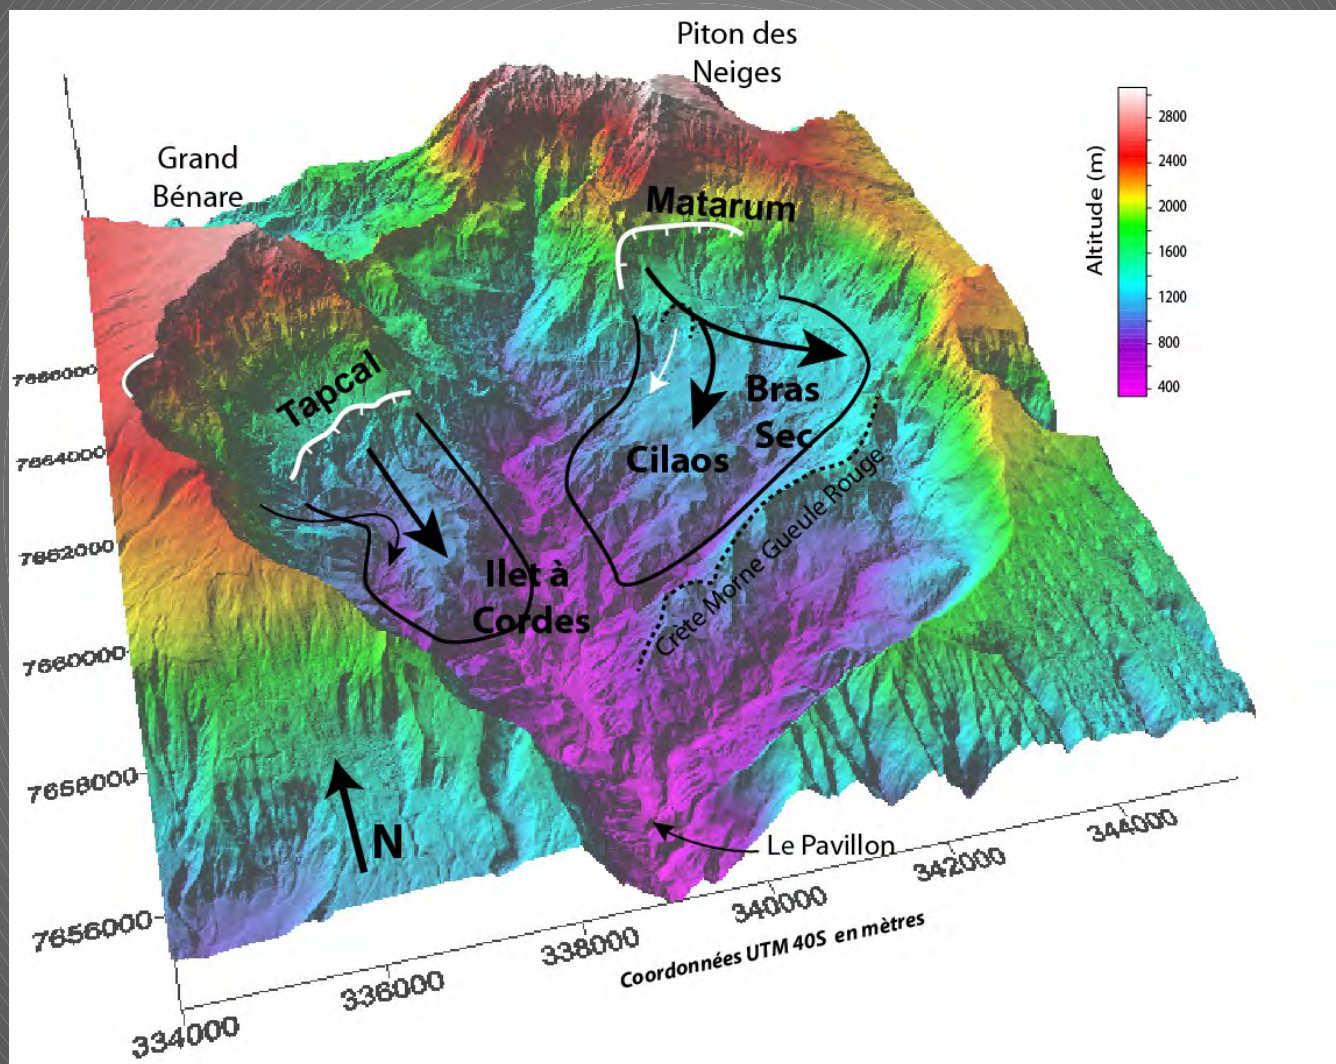 Piton des
Neiges
Grand
Bénare
Matarum
Altitude (m)
2800
2400
2000
1600
1200
800
400
Tapcal
Bras
Sec
Cilaos
Crète Morne Gueule Rouge
Ilet à
Cordes
N
Le Pavillon
7666000
7664000
7662000
7660000
7658000
7656000
334000
336000
338000
340000
342000
344000
Coordonnées UTM 40S en mètres